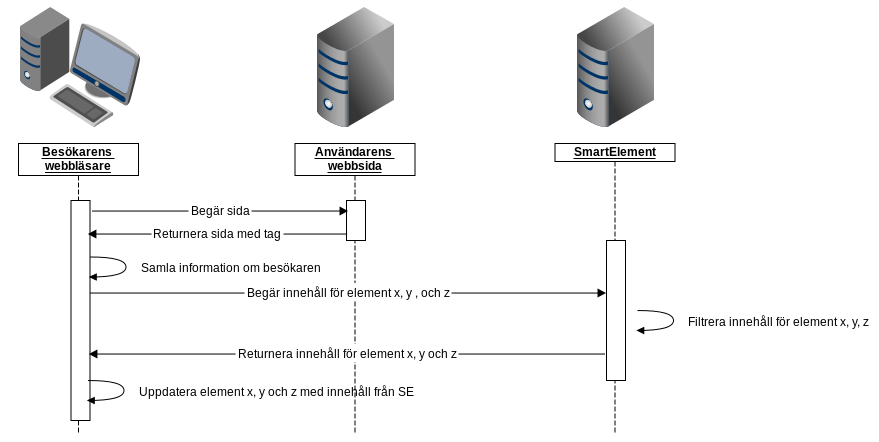 Besökarens
webbläsare
Användarens
webbsida
SmartElement
Begär sida
Returnera sida med tag
Samla information om besökaren
Begär innehåll för element x, y , och z
Filtrera innehåll för element x, y, z
Returnera innehåll för element x, y och z
Uppdatera element x, y och z med innehåll från SE